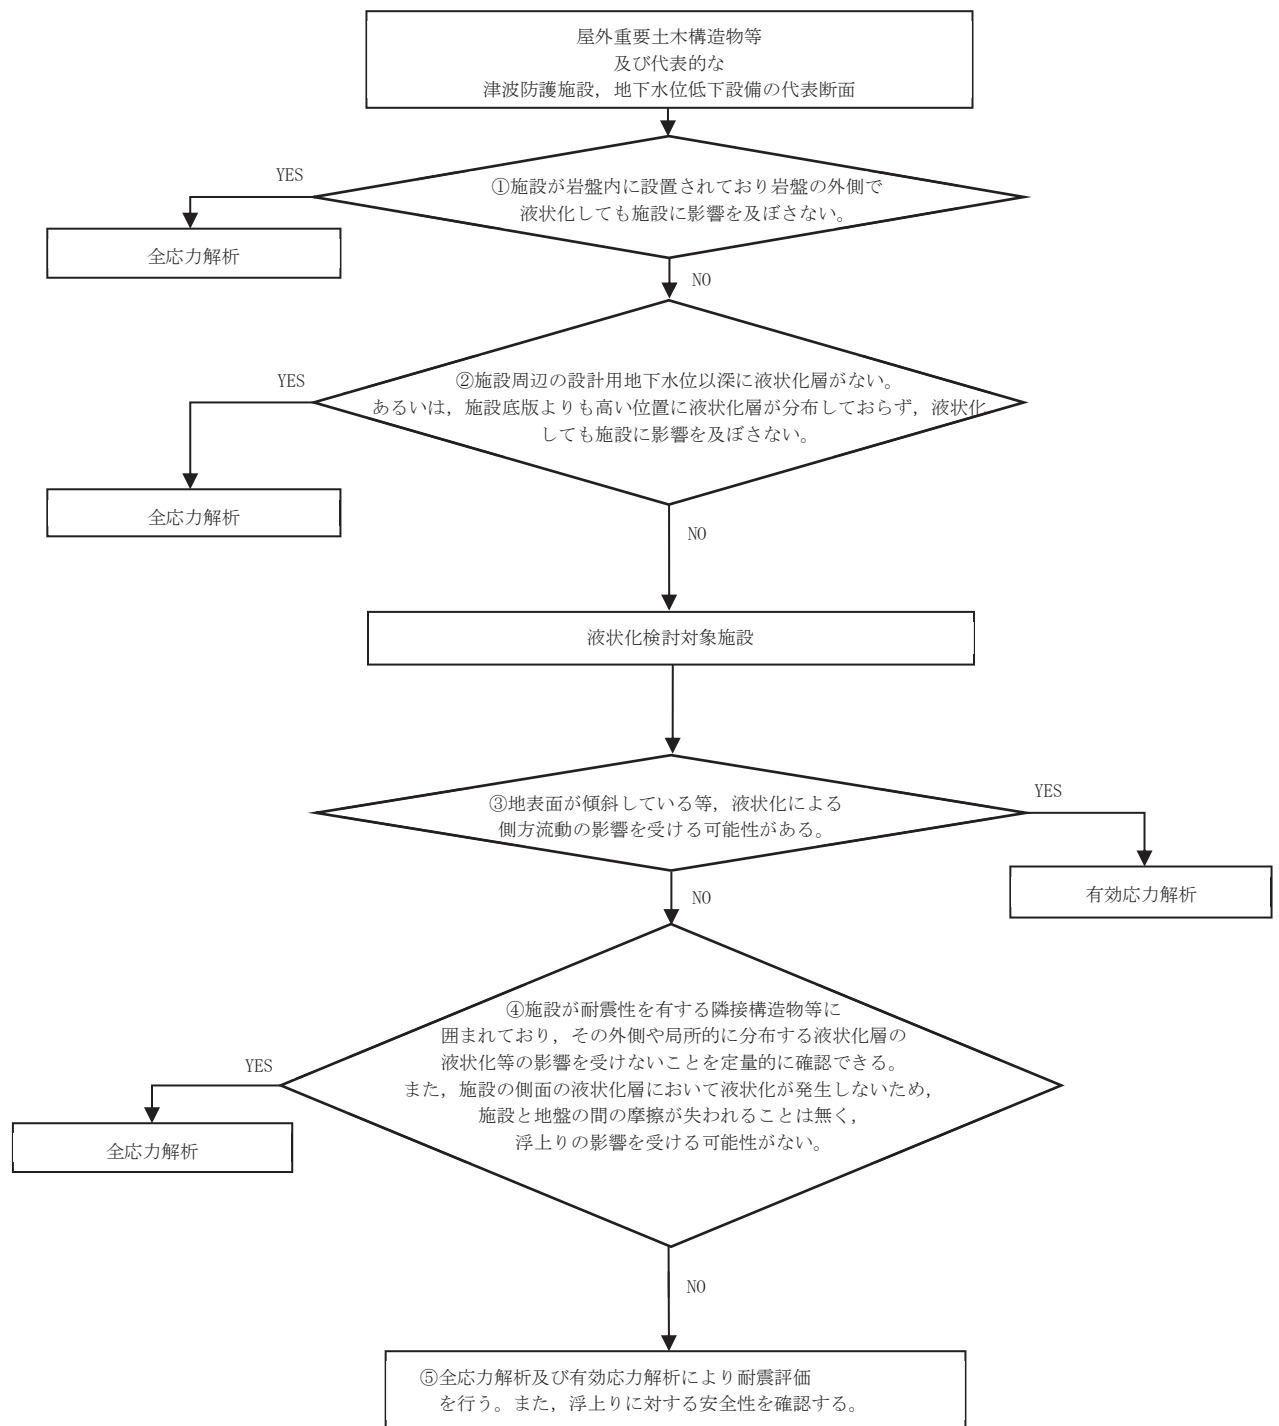 屋外重要土木構造物等
及び代表的な
津波防護施設，地下水位低下設備の代表断面
YES
①施設が岩盤内に設置されており岩盤の外側で
液状化しても施設に影響を及ぼさない。
全応力解析
NO
YES
②施設周辺の設計用地下水位以深に液状化層がない。
あるいは，施設底版よりも高い位置に液状化層が分布しておらず，液状化
しても施設に影響を及ぼさない。
全応力解析
NO
液状化検討対象施設
③地表面が傾斜している等，液状化による
側方流動の影響を受ける可能性がある。
YES
有効応力解析
NO
④施設が耐震性を有する隣接構造物等に
囲まれており，その外側や局所的に分布する液状化層の
液状化等の影響を受けないことを定量的に確認できる。
また，施設の側面の液状化層において液状化が発生しないため，
施設と地盤の間の摩擦が失われることは無く，
浮上りの影響を受ける可能性がない。
YES
全応力解析
NO
⑤全応力解析及び有効応力解析により耐震評価
を行う。また，浮上りに対する安全性を確認する。